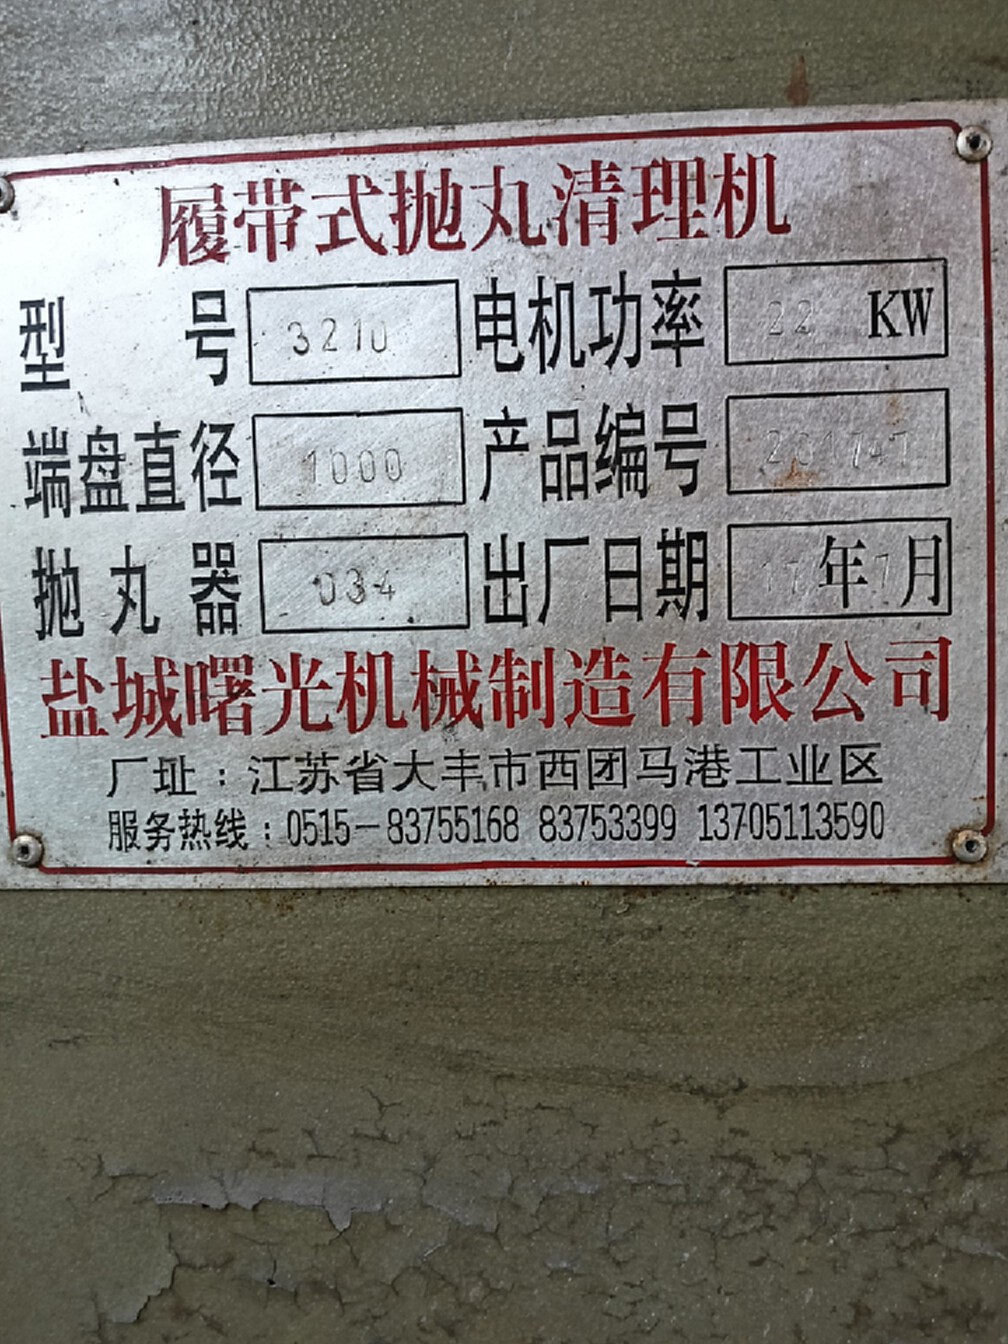 履带式抛丸清理机
型号 3210 电机功率 22 KW
端盘直径 1000 产品编号
抛丸器 034 出厂日期 17年7月
盐城曙光机械制造有限公司
厂址：江苏省大丰市西团马港工业区
服务热线：0515-83755168 83753399 13705113590